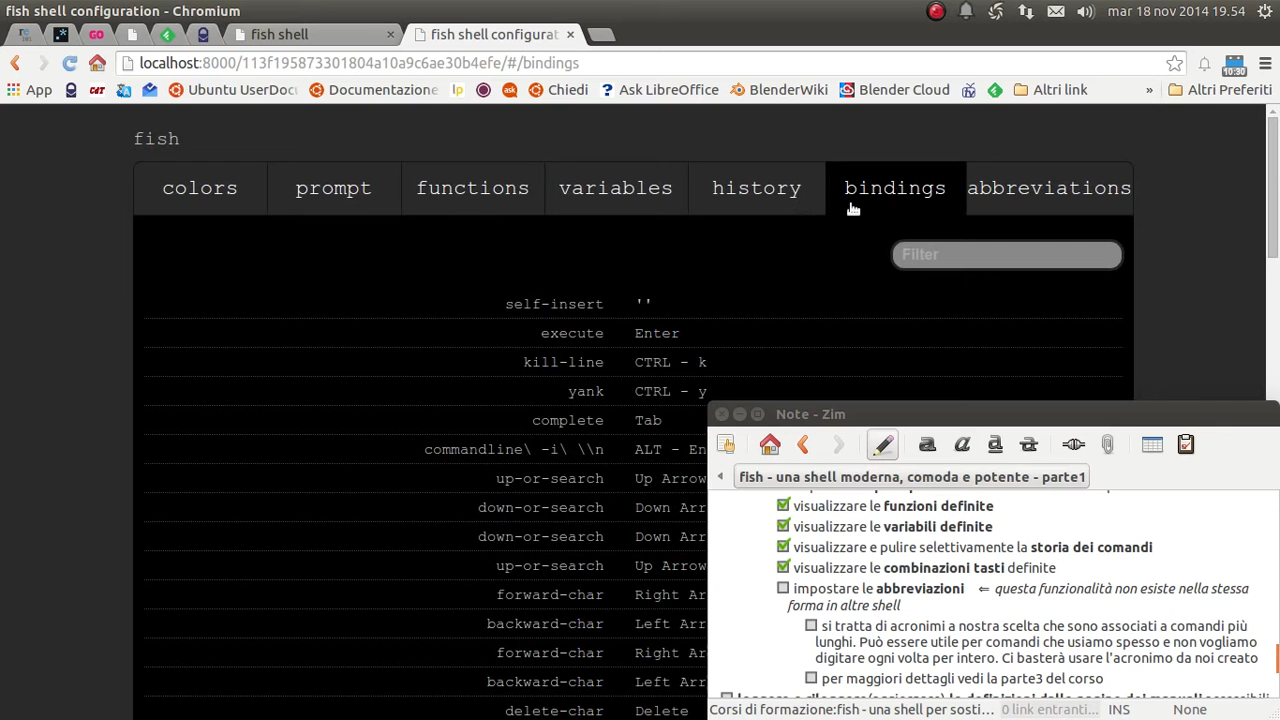 fish shell configuration - Chromium
mar 18 nov 2014 19.54
GO
fish shell
fish shell configurat
localhost:8000/113f195873301804a10a9c6ae30b4efe/#/bindings
10:30
App
CAT
Ubuntu UserDocu
Documentazione
lp
ask
Chiedi
Ask LibreOffice
BlenderWiki
Blender Cloud
tv
Altri link
»
Altri Preferiti
fish
colors
prompt
functions
variables
history
bindings
abbreviations
Filter
self-insert ''
execute Enter
kill-line CTRL - k
yank CTRL - y
complete Tab
commandline\ -i\ \\n ALT - En
up-or-search Up Arrow
down-or-search Down Arr
down-or-search Down Arr
up-or-search Up Arrow
forward-char Right Ar
backward-char Left Arr
forward-char Right Ar
backward-char Left Arr
delete-char Delete
Note - Zim
fish - una shell moderna, comoda e potente - parte1
visualizzare le funzioni definite
visualizzare le variabili definite
visualizzare e pulire selettivamente la storia dei comandi
visualizzare le combinazioni tasti definite
impostare le abbreviazioni ⇐ questa funzionalità non esiste nella stessa
forma in altre shell
si tratta di acronimi a nostra scelta che sono associati a comandi più
lunghi. Può essere utile per comandi che usiamo spesso e non vogliamo
digitare ogni volta per intero. Ci basterà usare l'acronimo da noi creato
per maggiori dettagli vedi la parte3 del corso
Corsi di formazione:fish - una shell per sosti...
0 link entranti...
INS
None